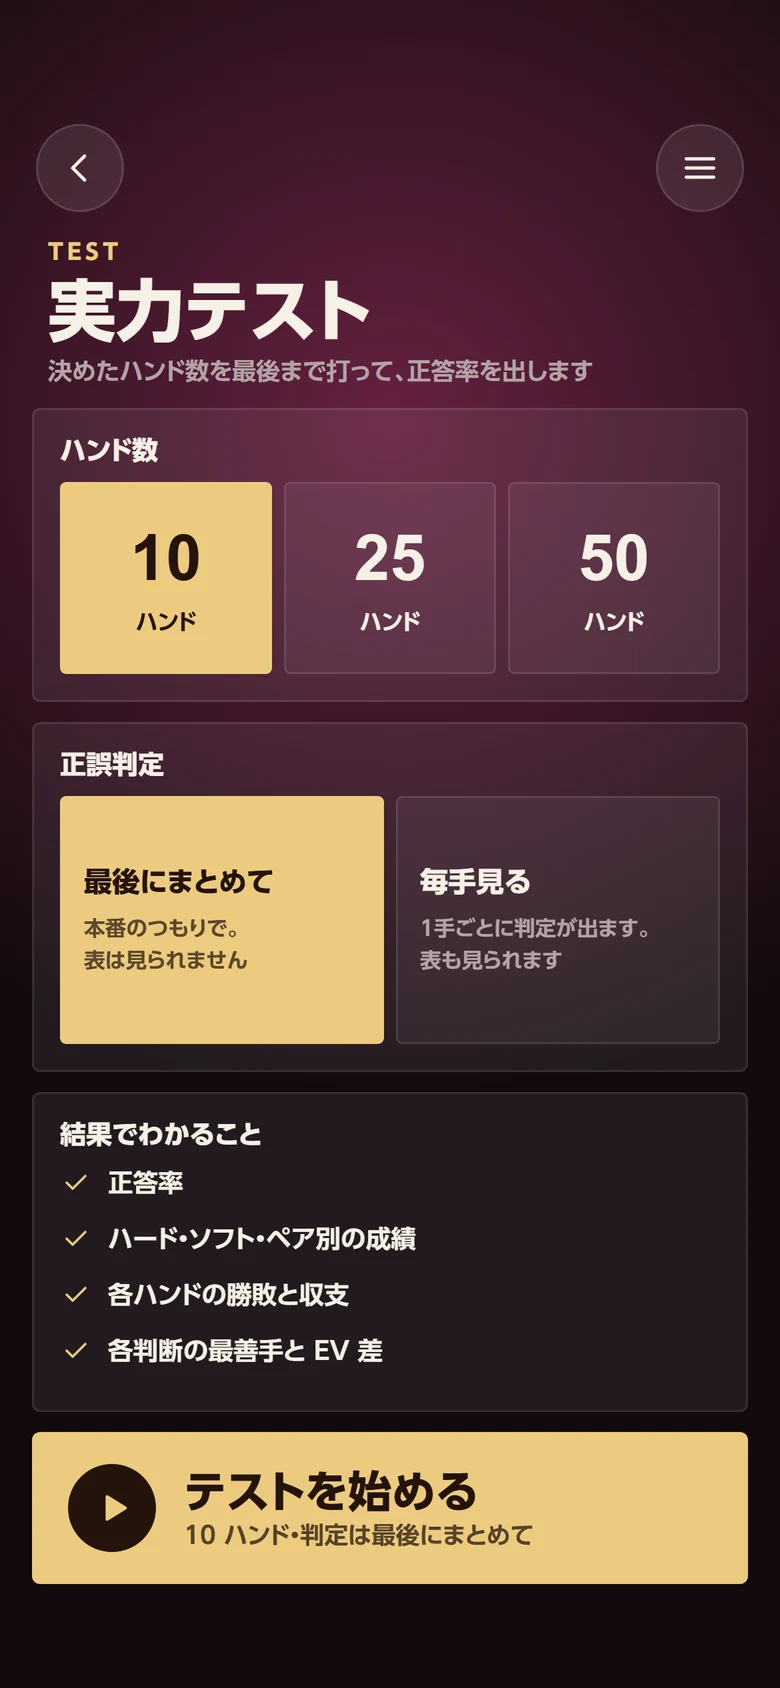 TEST
実力テスト
決めたハンド数を最後まで打って、正答率を出します
ハンド数
10
ハンド
25
ハンド
50
ハンド
正誤判定
最後にまとめて
本番のつもりで。
表は見られません
毎手見る
1手ごとに判定が出ます。
表も見られます
結果でわかること
正答率
ハード・ソフト・ペア別の成績
各ハンドの勝敗と収支
各判断の最善手と EV 差
テストを始める
10 ハンド・判定は最後にまとめて